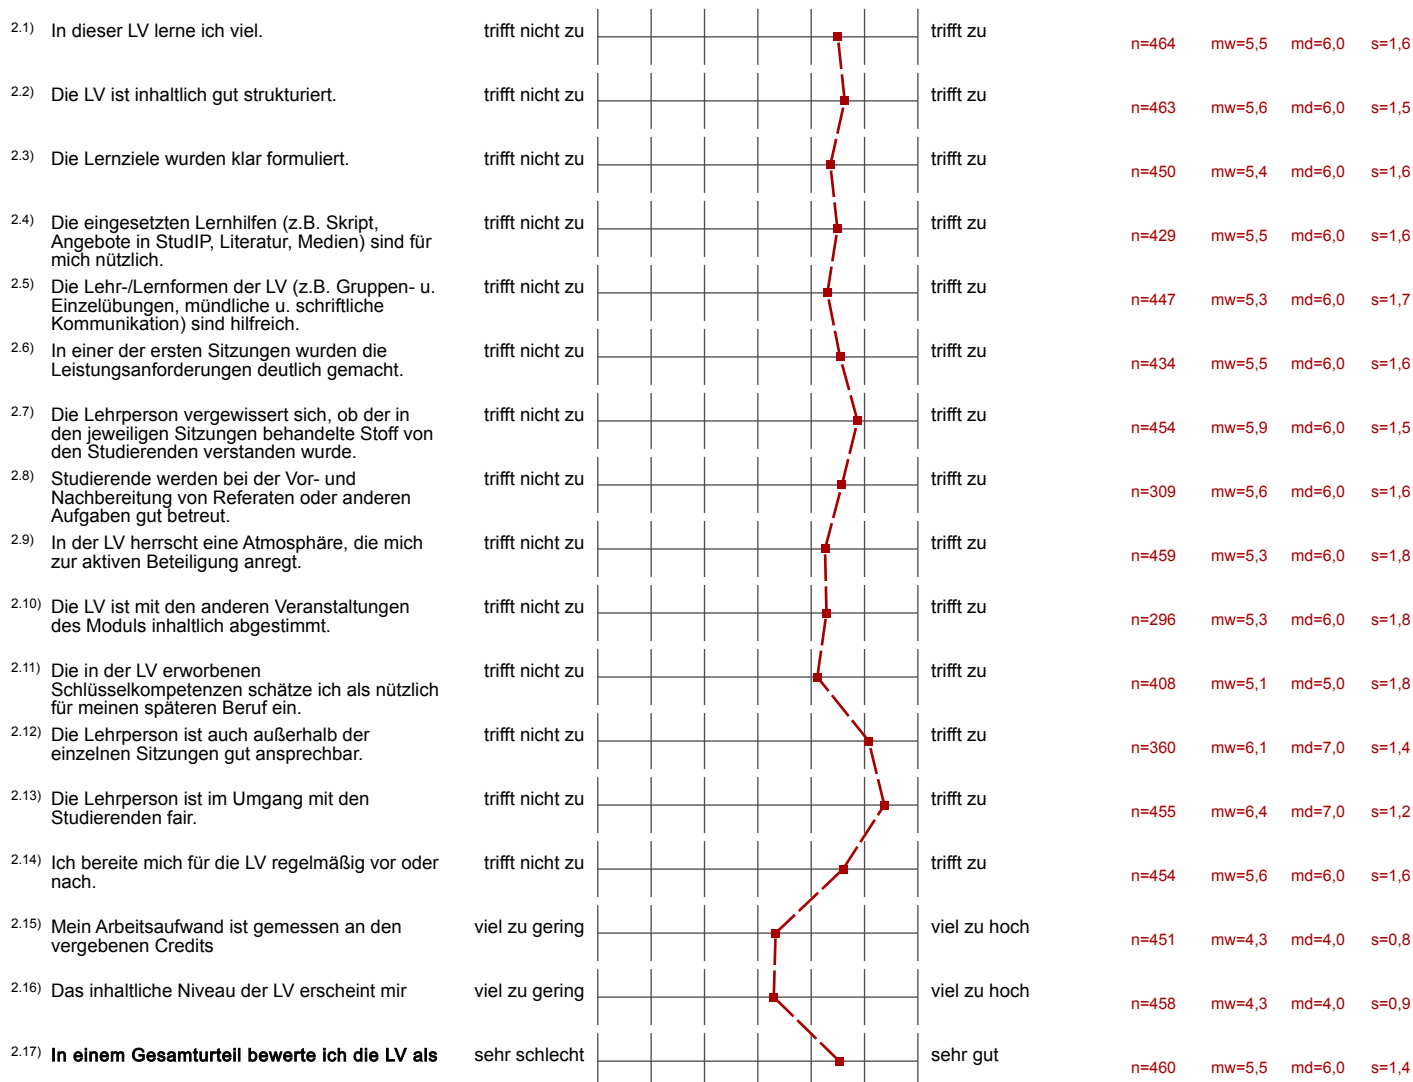 2.1) In dieser LV lerne ich viel. trifft nicht zu trifft zu n=464 mw=5,5 md=6,0 s=1,6
2.2) Die LV ist inhaltlich gut strukturiert. trifft nicht zu trifft zu n=463 mw=5,6 md=6,0 s=1,5
2.3) Die Lernziele wurden klar formuliert. trifft nicht zu trifft zu n=450 mw=5,4 md=6,0 s=1,6
2.4) Die eingesetzten Lernhilfen (z.B. Skript, trifft nicht zu trifft zu n=429 mw=5,5 md=6,0 s=1,6
Angebote in StudIP, Literatur, Medien) sind für
mich nützlich.
2.5) Die Lehr-/Lernformen der LV (z.B. Gruppen- u. trifft nicht zu trifft zu n=447 mw=5,3 md=6,0 s=1,7
Einzelübungen, mündliche u. schriftliche
Kommunikation) sind hilfreich.
2.6) In einer der ersten Sitzungen wurden die trifft nicht zu trifft zu n=434 mw=5,5 md=6,0 s=1,6
Leistungsanforderungen deutlich gemacht.
2.7) Die Lehrperson vergewissert sich, ob der in trifft nicht zu trifft zu n=454 mw=5,9 md=6,0 s=1,5
den jeweiligen Sitzungen behandelte Stoff von
den Studierenden verstanden wurde.
2.8) Studierende werden bei der Vor- und trifft nicht zu trifft zu n=309 mw=5,6 md=6,0 s=1,6
Nachbereitung von Referaten oder anderen
Aufgaben gut betreut.
2.9) In der LV herrscht eine Atmosphäre, die mich trifft nicht zu trifft zu n=459 mw=5,3 md=6,0 s=1,8
zur aktiven Beteiligung anregt.
2.10) Die LV ist mit den anderen Veranstaltungen trifft nicht zu trifft zu n=296 mw=5,3 md=6,0 s=1,8
des Moduls inhaltlich abgestimmt.
2.11) Die in der LV erworbenen trifft nicht zu trifft zu n=408 mw=5,1 md=5,0 s=1,8
Schlüsselkompetenzen schätze ich als nützlich
für meinen späteren Beruf ein.
2.12) Die Lehrperson ist auch außerhalb der trifft nicht zu trifft zu n=360 mw=6,1 md=7,0 s=1,4
einzelnen Sitzungen gut ansprechbar.
2.13) Die Lehrperson ist im Umgang mit den trifft nicht zu trifft zu n=455 mw=6,4 md=7,0 s=1,2
Studierenden fair.
2.14) Ich bereite mich für die LV regelmäßig vor oder trifft nicht zu trifft zu n=454 mw=5,6 md=6,0 s=1,6
nach.
2.15) Mein Arbeitsaufwand ist gemessen an den viel zu gering viel zu hoch n=451 mw=4,3 md=4,0 s=0,8
vergebenen Credits
2.16) Das inhaltliche Niveau der LV erscheint mir viel zu gering viel zu hoch n=458 mw=4,3 md=4,0 s=0,9
2.17) In einem Gesamturteil bewerte ich die LV als sehr schlecht sehr gut n=460 mw=5,5 md=6,0 s=1,4